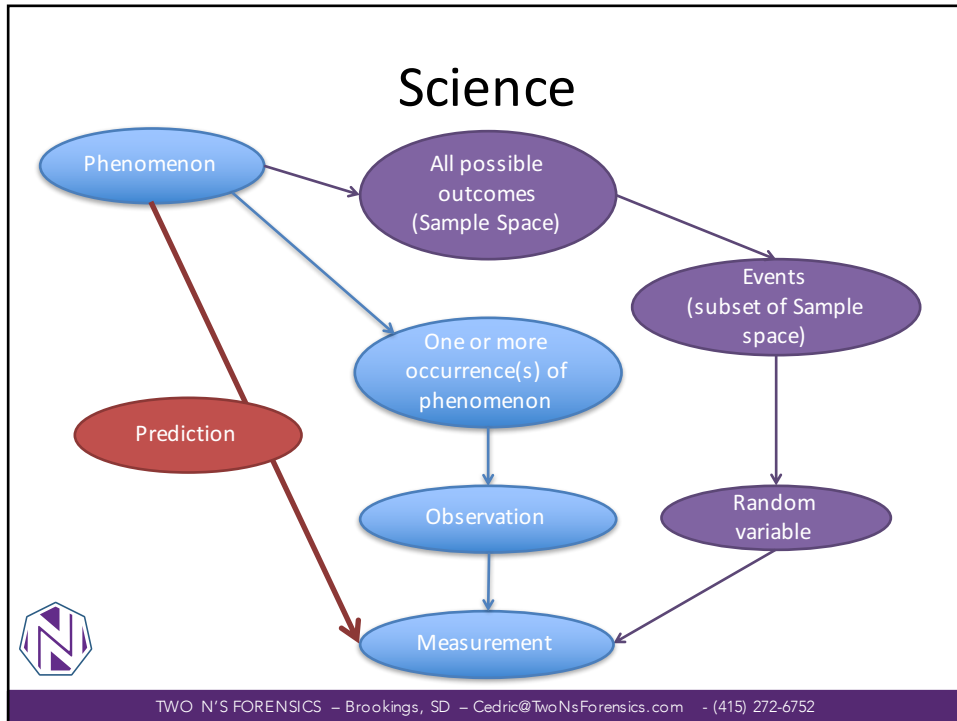 Science
Phenomenon
All possible
outcomes
(Sample Space)
Events
(subset of Sample
space)
One or more
occurrence(s) of
phenomenon
Prediction
Observation
Random
variable
Measurement
N
TWO N'S FORENSICS – Brookings, SD – Cedric@TwoNsForensics.com - (415) 272-6752